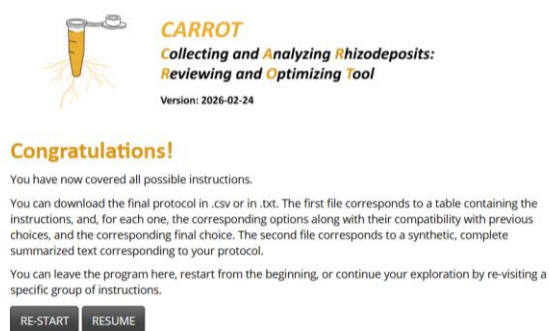 CARROT
Collecting and Analyzing Rhizodeposits:
Reviewing and Optimizing Tool
Version: 2026-02-24
Congratulations!
You have now covered all possible instructions.
You can download the final protocol in .csv or in .txt. The first file corresponds to a table containing the
instructions, and, for each one, the corresponding options along with their compatibility with previous
choices, and the corresponding final choice. The second file corresponds to a synthetic, complete
summarized text corresponding to your protocol.
You can leave the program here, restart from the beginning, or continue your exploration by re-visiting a
specific group of instructions.
RE-START RESUME